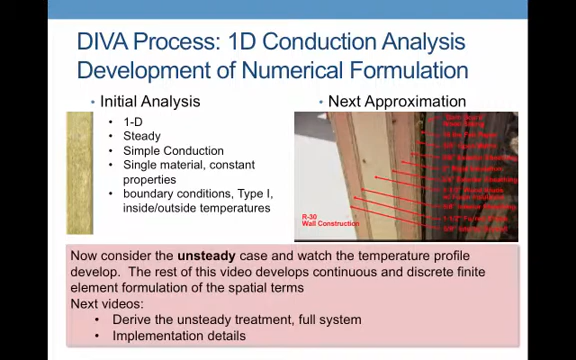 DIVA Process: 1D Conduction Analysis
Development of Numerical Formulation
• Initial Analysis
• 1-D
• Steady
• Simple Conduction
• Single material, constant
properties
• boundary conditions, Type I,
inside/outside temperatures
• Next Approximation
R-30
Wall Construction
Now consider the unsteady case and watch the temperature profile
develop. The rest of this video develops continuous and discrete finite
element formulation of the spatial terms
Next videos:
• Derive the unsteady treatment, full system
• Implementation details